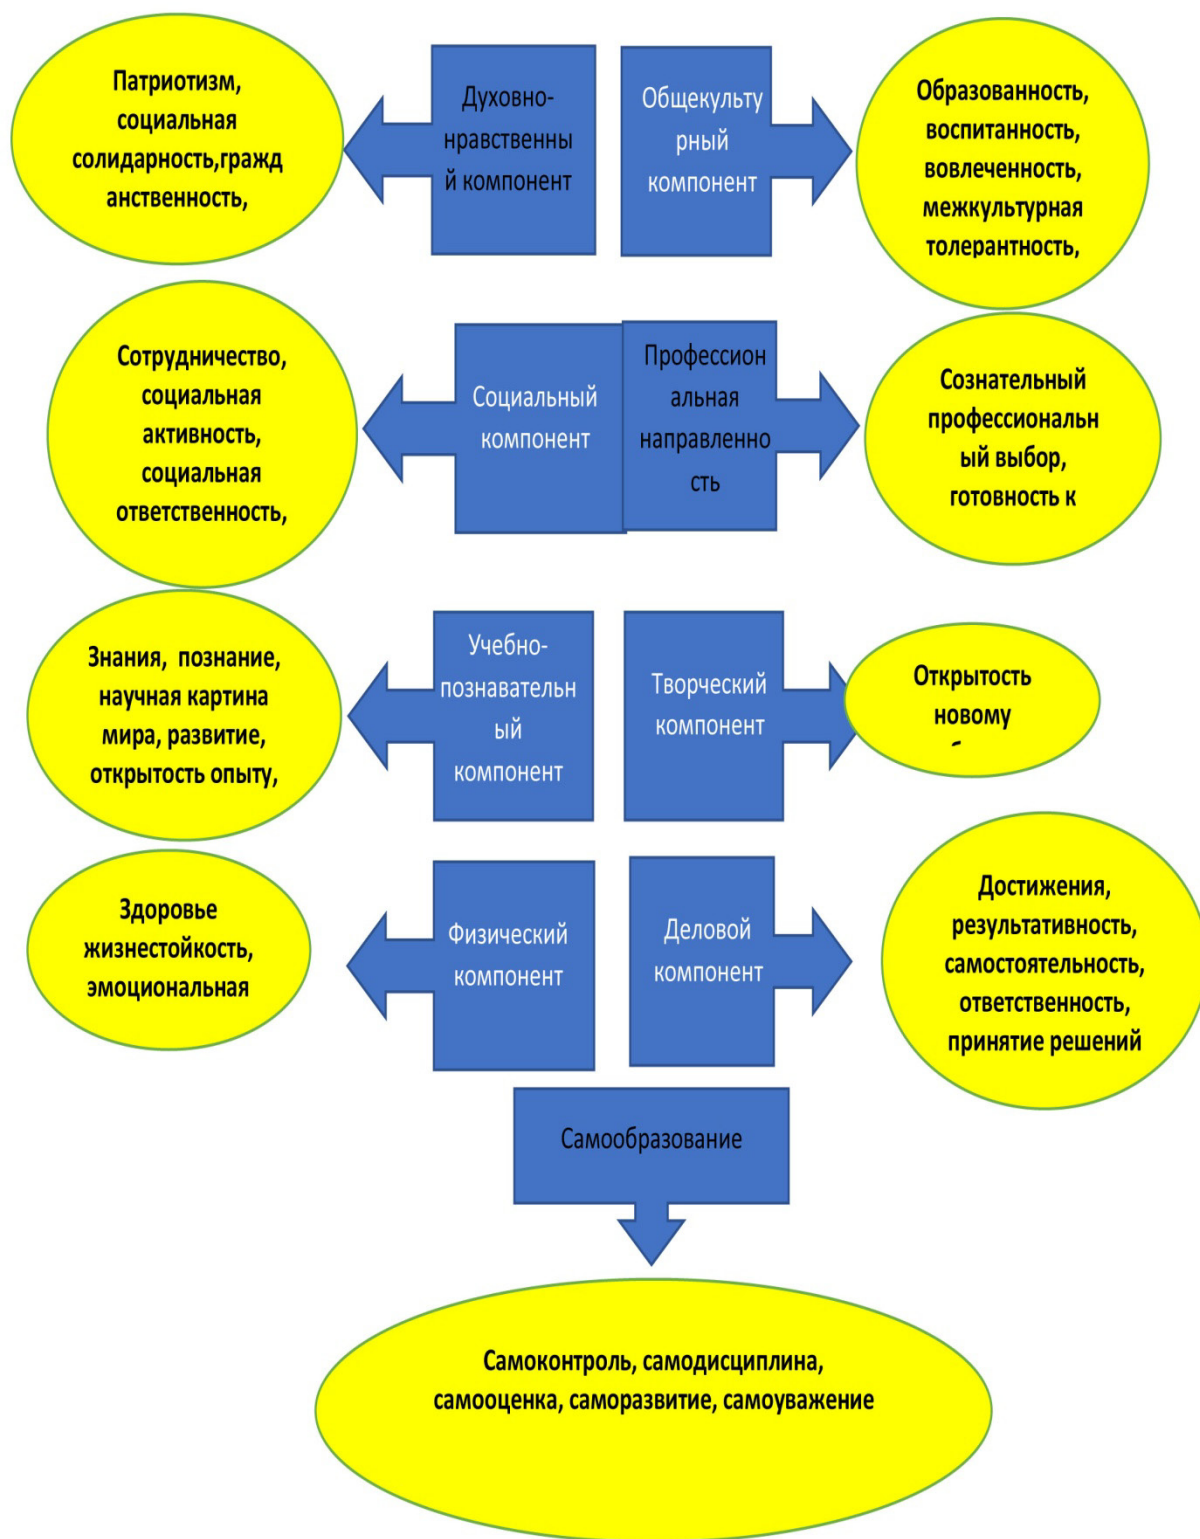 Патриотизм,
социальная
солидарность,гражд
анственность,
Духовно-
нравственны
й компонент
Общекульту
рный
компонент
Образованность,
воспитанность,
вовлеченность,
межкультурная
толерантность,
Сотрудничество,
социальная
активность,
социальная
ответственность,
Социальный
компонент
Профессион
альная
направленно
сть
Сознательный
профессиональн
ый выбор,
готовность к
Знания, познание,
научная картина
мира, развитие,
открытость опыту,
Учебно-
познавательн
ый
компонент
Творческий
компонент
Открытость
новому
Здоровье
жизнестойкость,
эмоциональная
Физический
компонент
Деловой
компонент
Достижения,
результативность,
самостоятельность,
ответственность,
принятие решений
Самообразование
Самоконтроль, самодисциплина,
самооценка, саморазвитие, самоуважение